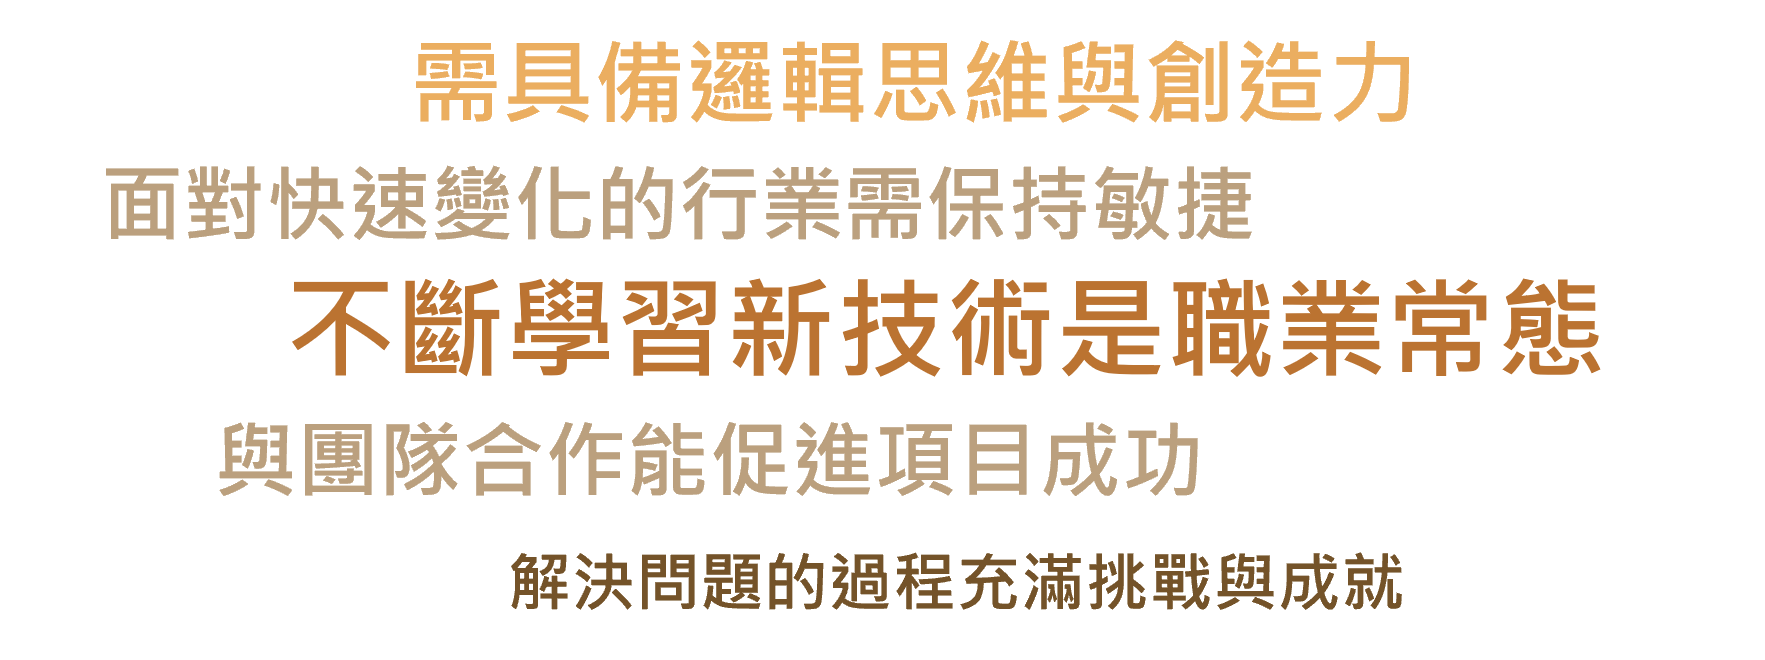 需具備邏輯思維與創造力
面對快速變化的行業需保持敏捷
不斷學習新技術是職業常態
與團隊合作能促進項目成功
解決問題的過程充滿挑戰與成就